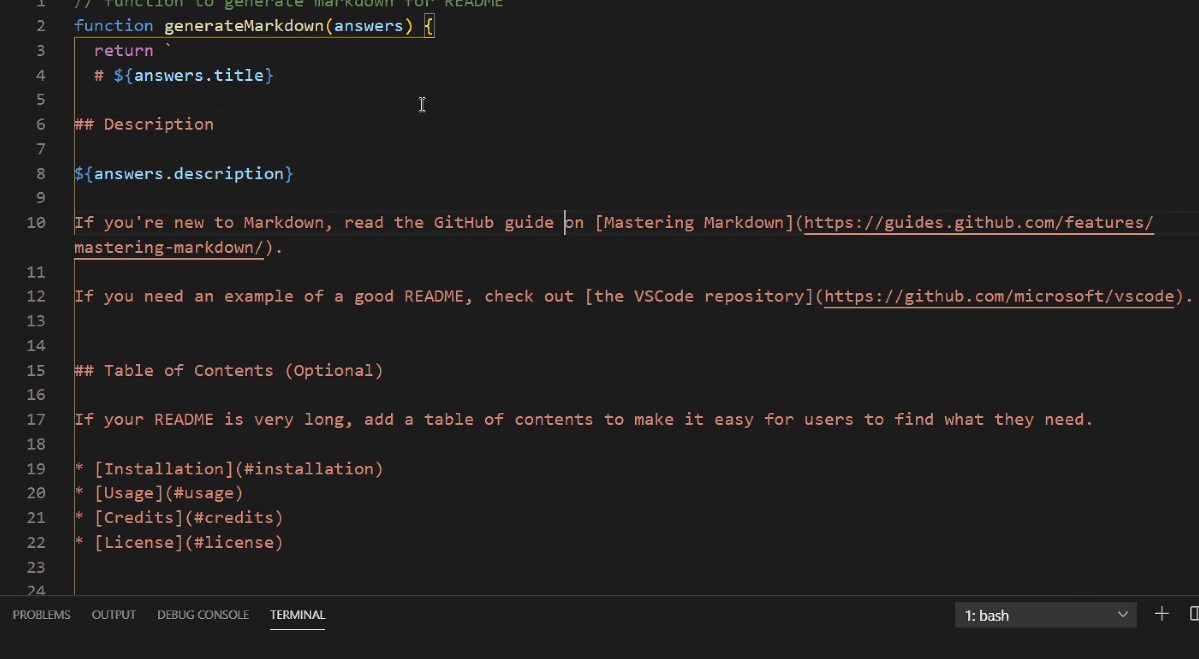 1 // function to generate markdown for README
2 function generateMarkdown(answers) {
3 return `
4 # ${answers.title}
5
6 ## Description
7
8 ${answers.description}
9
10 If you're new to Markdown, read the GitHub guide on [Mastering Markdown](https://guides.github.com/features/
mastering-markdown/).
11
12 If you need an example of a good README, check out [the VSCode repository](https://github.com/microsoft/vscode).
13
14
15 ## Table of Contents (Optional)
16
17 If your README is very long, add a table of contents to make it easy for users to find what they need.
18
19 * [Installation](#installation)
20 * [Usage](#usage)
21 * [Credits](#credits)
22 * [License](#license)
23
24
PROBLEMS OUTPUT DEBUG CONSOLE TERMINAL 1: bash